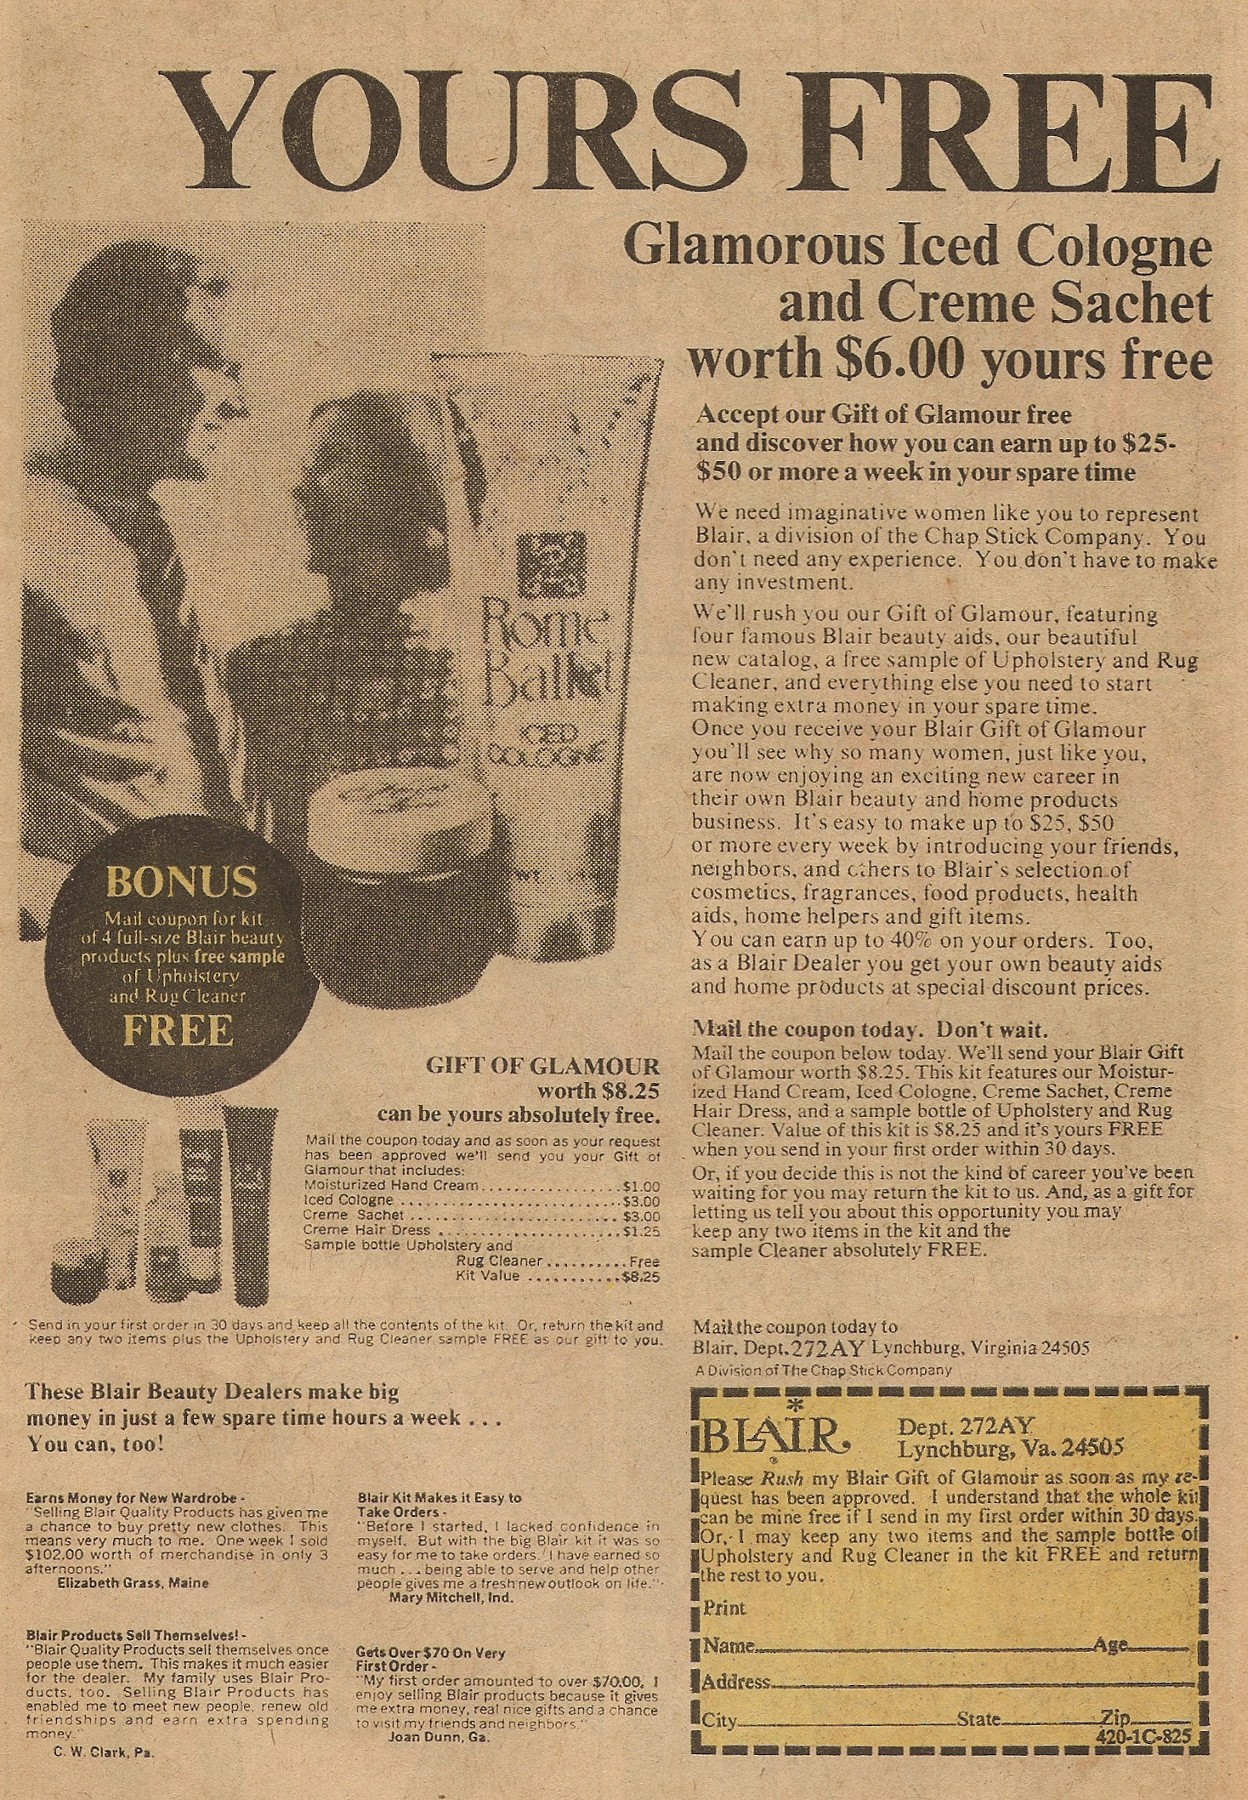 YOURS FREE
Glamorous Iced Cologne
and Creme Sachet
worth $6.00 yours free
Accept our Gift of Glamour free
and discover how you can earn up to $25-
$50 or more a week in your spare time
We need imaginative women like you to represent
Blair, a division of the Chap Stick Company. You
don't need any experience. You don't have to make
any investment.
We'll rush you our Gift of Glamour, featuring
four famous Blair beauty aids, our beautiful
new catalog, a free sample of Upholstery and Rug
Cleaner, and everything else you need to start
making extra money in your spare time.
Once you receive your Blair Gift of Glamour
you'll see why so many women, just like you,
are now enjoying an exciting new career in
their own Blair beauty and home products
business. It's easy to make up to $25, $50
or more every week by introducing your friends,
neighbors, and others to Blair's selection of
cosmetics, fragrances, food products, health
aids, home helpers and gift items.
You can earn up to 40% on your orders. Too,
as a Blair Dealer you get your own beauty aids
and home products at special discount prices.
Mail the coupon today. Don't wait.
Mail the coupon below today. We'll send your Blair Gift
of Glamour worth $8.25. This kit features our Moistur-
ized Hand Cream, Iced Cologne, Creme Sachet, Creme
Hair Dress, and a sample bottle of Upholstery and Rug
Cleaner. Value of this kit is $8.25 and it's yours FREE
when you send in your first order within 30 days.
Or, if you decide this is not the kind of career you've been
waiting for you may return the kit to us. And, as a gift for
letting us tell you about this opportunity you may
keep any two items in the kit and the
sample Cleaner absolutely FREE.
Rome
Ballet
ICED
COLOGNE
BONUS
Mail coupon for kit
of 4 full-size Blair beauty
products plus free sample
of Upholstery
and Rug Cleaner
FREE
GIFT OF GLAMOUR
worth $8.25
can be yours absolutely free.
Mail the coupon today and as soon as your request
has been approved we'll send you your Gift of
Glamour that includes:
Moisturized Hand Cream...............$1.00
Iced Cologne.........................$3.00
Creme Sachet.........................$3.00
Creme Hair Dress.....................$1.25
Sample bottle Upholstery and
Rug Cleaner..........Free
Kit Value...........$8.25
Send in your first order in 30 days and keep all the contents of the kit. Or, return the kit and
keep any two items plus the Upholstery and Rug Cleaner sample FREE as our gift to you.
These Blair Beauty Dealers make big
money in just a few spare time hours a week . . .
You can, too!
Earns Money for New Wardrobe -
"Selling Blair Quality Products has given me
a chance to buy pretty new clothes. This
means very much to me. One week I sold
$102.00 worth of merchandise in only 3
afternoons."
Elizabeth Grass, Maine
Blair Products Sell Themselves! -
"Blair Quality Products sell themselves once
people use them. This makes it much easier
for the dealer. My family uses Blair Pro-
ducts, too. Selling Blair Products has
enabled me to meet new people, renew old
friendships and earn extra spending
money."
C. W. Clark, Pa.
Blair Kit Makes it Easy to
Take Orders -
"Before I started, I lacked confidence in
myself. But with the big Blair kit it was so
easy for me to take orders. I have earned so
much ... being able to serve and help other
people gives me a fresh new outlook on life."
Mary Mitchell, Ind.
Gets Over $70 On Very
First Order -
"My first order amounted to over $70.00. I
enjoy selling Blair products because it gives
me extra money, real nice gifts and a chance
to visit my friends and neighbors."
Joan Dunn, Ga.
Mail the coupon today to
Blair, Dept. 272AY Lynchburg, Virginia 24505
A Division of The Chap Stick Company
BLAIR
Dept. 272AY
Lynchburg, Va. 24505
Please Rush my Blair Gift of Glamour as soon as my re-
quest has been approved. I understand that the whole kit
can be mine free if I send in my first order within 30 days.
Or, I may keep any two items and the sample bottle of
Upholstery and Rug Cleaner in the kit FREE and return
the rest to you.
Print
Name Age
Address
City State Zip
420-1C-825